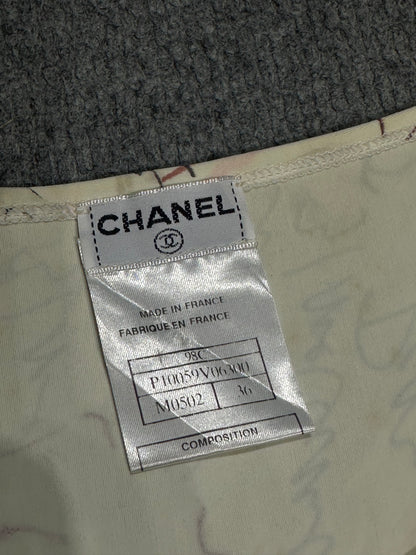 CHANEL
MADE IN FRANCE
FABRIQUE EN FRANCE
98C
P10059V06300
M0502 36
COMPOSITION